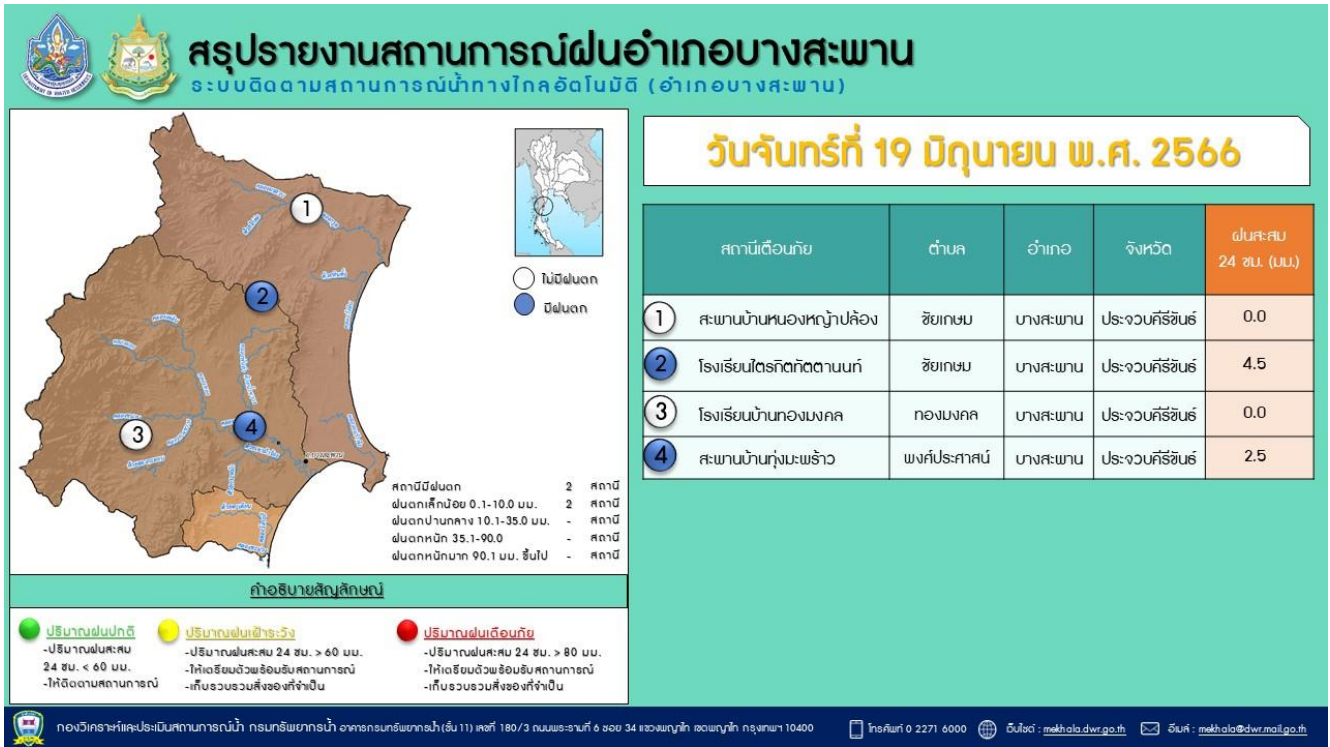 สรุปรายงานสถานการณ์ฝนอำเภอบางสะพาน
ระบบติดตามสถานการณ์น้ำทางไกลอัตโนมัติ (อำเภอบางสะพาน)
วันจันทร์ที่ 19 มิถุนายน พ.ศ. 2566
1
2
3
4
ไม่มีฝนตก
มีฝนตก
สถานีมีฝนตก 2 สถานี
ฝนตกเล็กน้อย 0.1-10.0 มม. 2 สถานี
ฝนตกปานกลาง 10.1-35.0 มม. - สถานี
ฝนตกหนัก 35.1-90.0 - สถานี
ฝนตกหนักมาก 90.1 มม. ขึ้นไป - สถานี
สถานีเตือนภัย ตำบล อำเภอ จังหวัด ฝนสะสม
24 ชม. (มม.)
1 สะพานบ้านหนองหญ้าปล้อง ชัยเกษม บางสะพาน ประจวบคีรีขันธ์ 0.0
2 โรงเรียนไตรกิตทัตตานนท์ ชัยเกษม บางสะพาน ประจวบคีรีขันธ์ 4.5
3 โรงเรียนบ้านทองมงคล ทองมงคล บางสะพาน ประจวบคีรีขันธ์ 0.0
4 สะพานบ้านทุ่งมะพร้าว พงศ์ประศาสน์ บางสะพาน ประจวบคีรีขันธ์ 2.5
คำอธิบายสัญลักษณ์
ปริมาณฝนปกติ
-ปริมาณฝนสะสม
24 ชม. < 60 มม.
-ให้ติดตามสถานการณ์
ปริมาณฝนเฝ้าระวัง
-ปริมาณฝนสะสม 24 ชม. > 60 มม.
-ให้เตรียมตัวพร้อมรับสถานการณ์
-เก็บรวบรวมสิ่งของที่จำเป็น
ปริมาณฝนเตือนภัย
-ปริมาณฝนสะสม 24 ชม. > 80 มม.
-ให้เตรียมตัวพร้อมรับสถานการณ์
-เก็บรวบรวมสิ่งของที่จำเป็น
กองวิเคราะห์และประเมินสถานการณ์น้ำ กรมทรัพยากรน้ำ อาคารกรมทรัพยากรน้ำ (ชั้น 11) เลขที่ 180/3 ถนนพระรามที่ 6 ซอย 34 แขวงพญาไท เขตพญาไท กรุงเทพฯ 10400 โทรศัพท์ 0 2271 6000 เว็บไซต์ : mekhala.dwr.go.th อีเมล์ : mekhala@dwr.mail.go.th